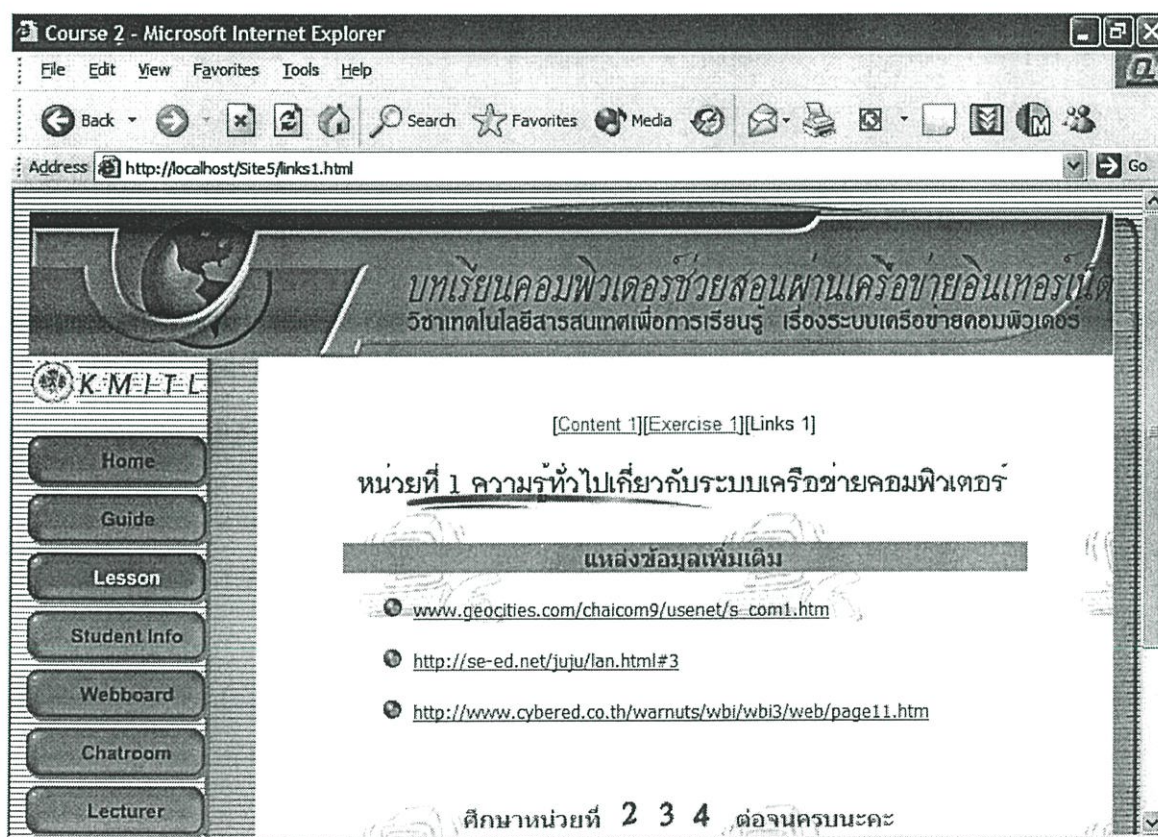 Course 2 - Microsoft Internet Explorer
File Edit View Favorites Tools Help
Back Search Favorites Media
Address http://localhost/Site5/links1.html Go
บทเรียนคอมพิวเตอร์ช่วยสอนผ่านเครือข่ายอินเทอร์เน็ต
วิชาเทคโนโลยีสารสนเทศเพื่อการเรียนรู้ เรื่องระบบเครือข่ายคอมพิวเตอร์
KMITL
[Content 1][Exercise 1][Links 1]
หน่วยที่ 1 ความรู้ทั่วไปเกี่ยวกับระบบเครือข่ายคอมพิวเตอร์
แหล่งข้อมูลเพิ่มเติม
www.geocities.com/chaicom9/usenet/s_com1.htm
http://se-ed.net/juju/lan.html#3
http://www.cybered.co.th/warnuts/wbi/wbi3/web/page11.htm
ศึกษาหน่วยที่ 2 3 4 ต่อจนครบนะคะ
Home
Guide
Lesson
Student Info
Webboard
Chatroom
Lecturer